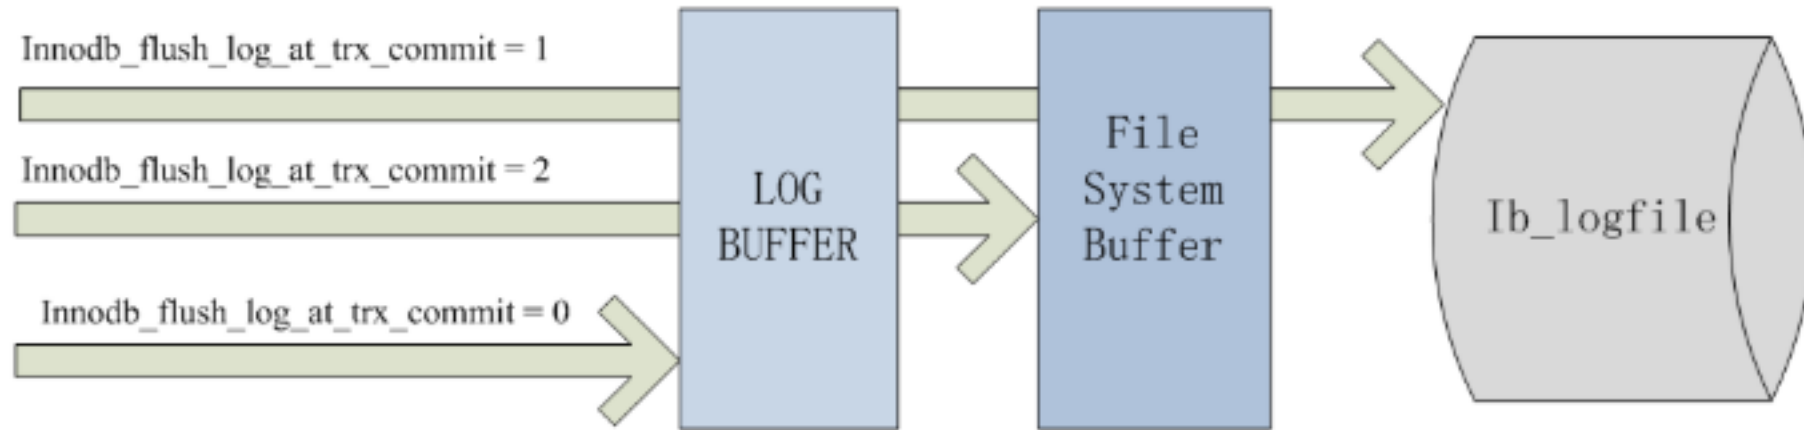 Innodb_flush_log_at_trx_commit = 1
Innodb_flush_log_at_trx_commit = 2
Innodb_flush_log_at_trx_commit = 0
LOG
BUFFER
File
System
Buffer
Ib_logfile